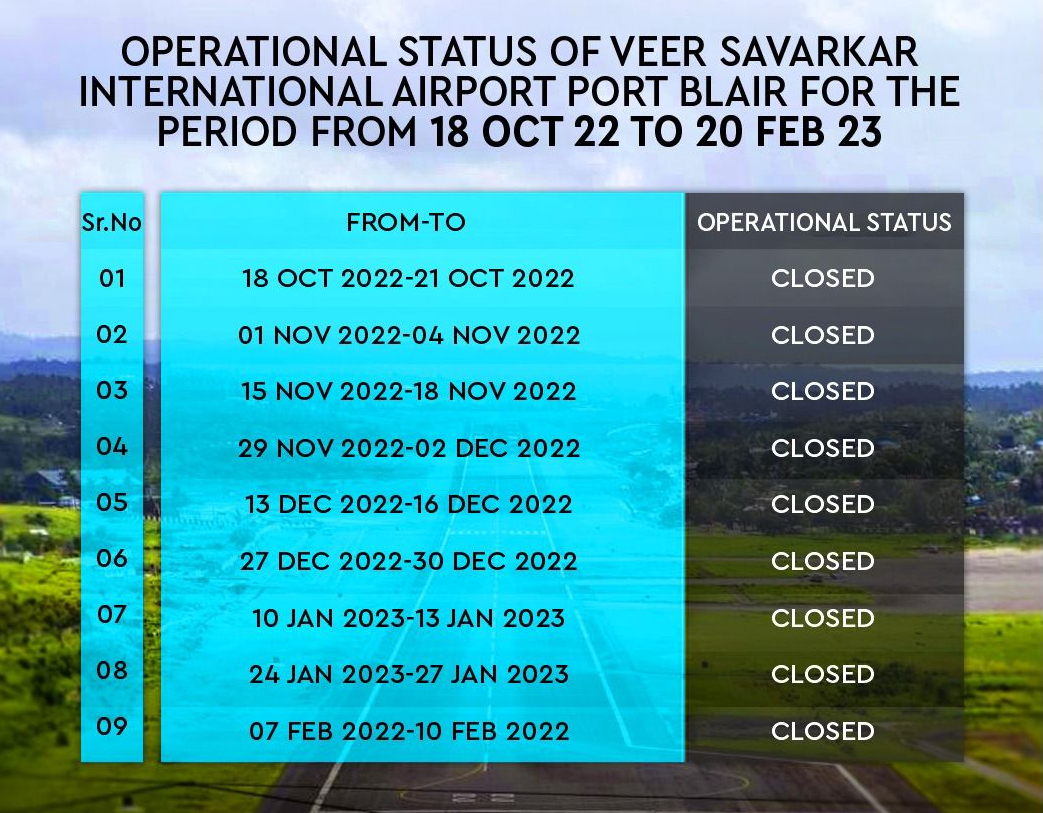 OPERATIONAL STATUS OF VEER SAVARKAR
INTERNATIONAL AIRPORT PORT BLAIR FOR THE
PERIOD FROM 18 OCT 22 TO 20 FEB 23
Sr.No FROM-TO OPERATIONAL STATUS
01 18 OCT 2022-21 OCT 2022 CLOSED
02 01 NOV 2022-04 NOV 2022 CLOSED
03 15 NOV 2022-18 NOV 2022 CLOSED
04 29 NOV 2022-02 DEC 2022 CLOSED
05 13 DEC 2022-16 DEC 2022 CLOSED
06 27 DEC 2022-30 DEC 2022 CLOSED
07 10 JAN 2023-13 JAN 2023 CLOSED
08 24 JAN 2023-27 JAN 2023 CLOSED
09 07 FEB 2022-10 FEB 2022 CLOSED